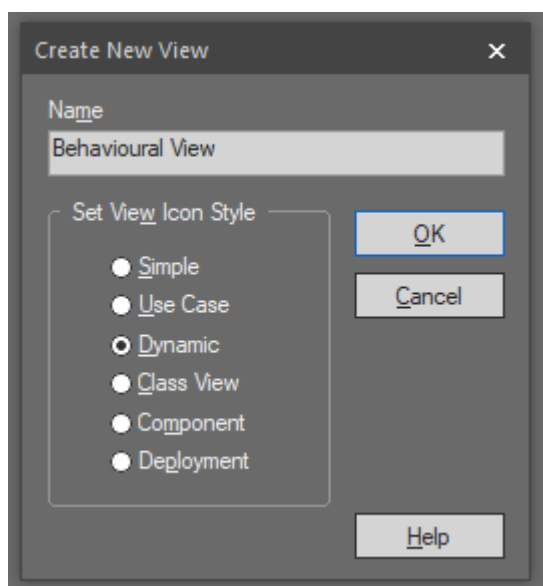 Create New View
Name
Behavioural View
Set View Icon Style
OK
Simple
Cancel
Use Case
Dynamic
Class View
Component
Deployment
Help